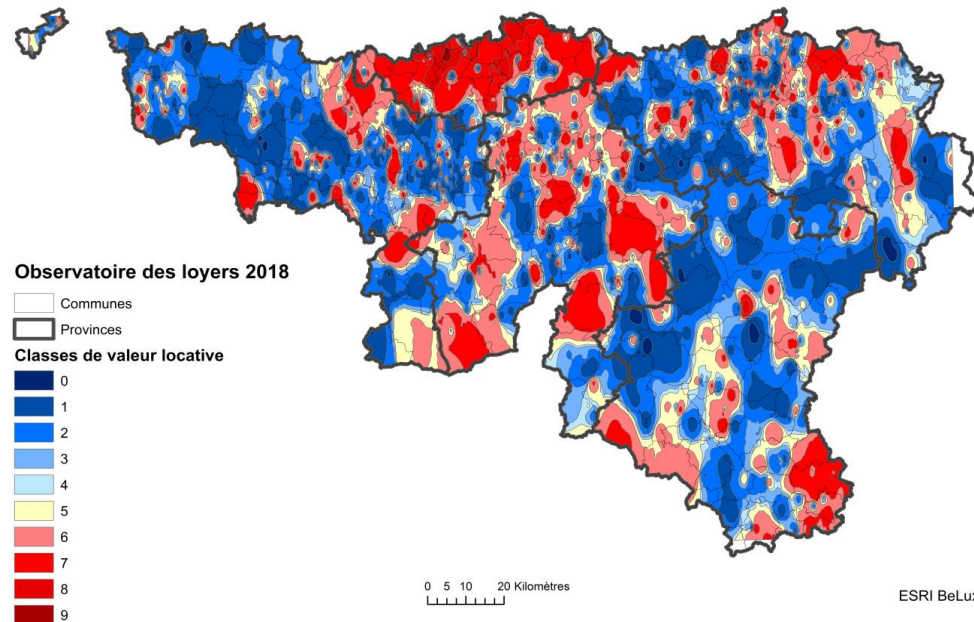 Observatoire des loyers 2018
Communes
Provinces
Classes de valeur locative
0
1
2
3
4
5
6
7
8
9
0 5 10 20 Kilomètres
ESRI BeLux